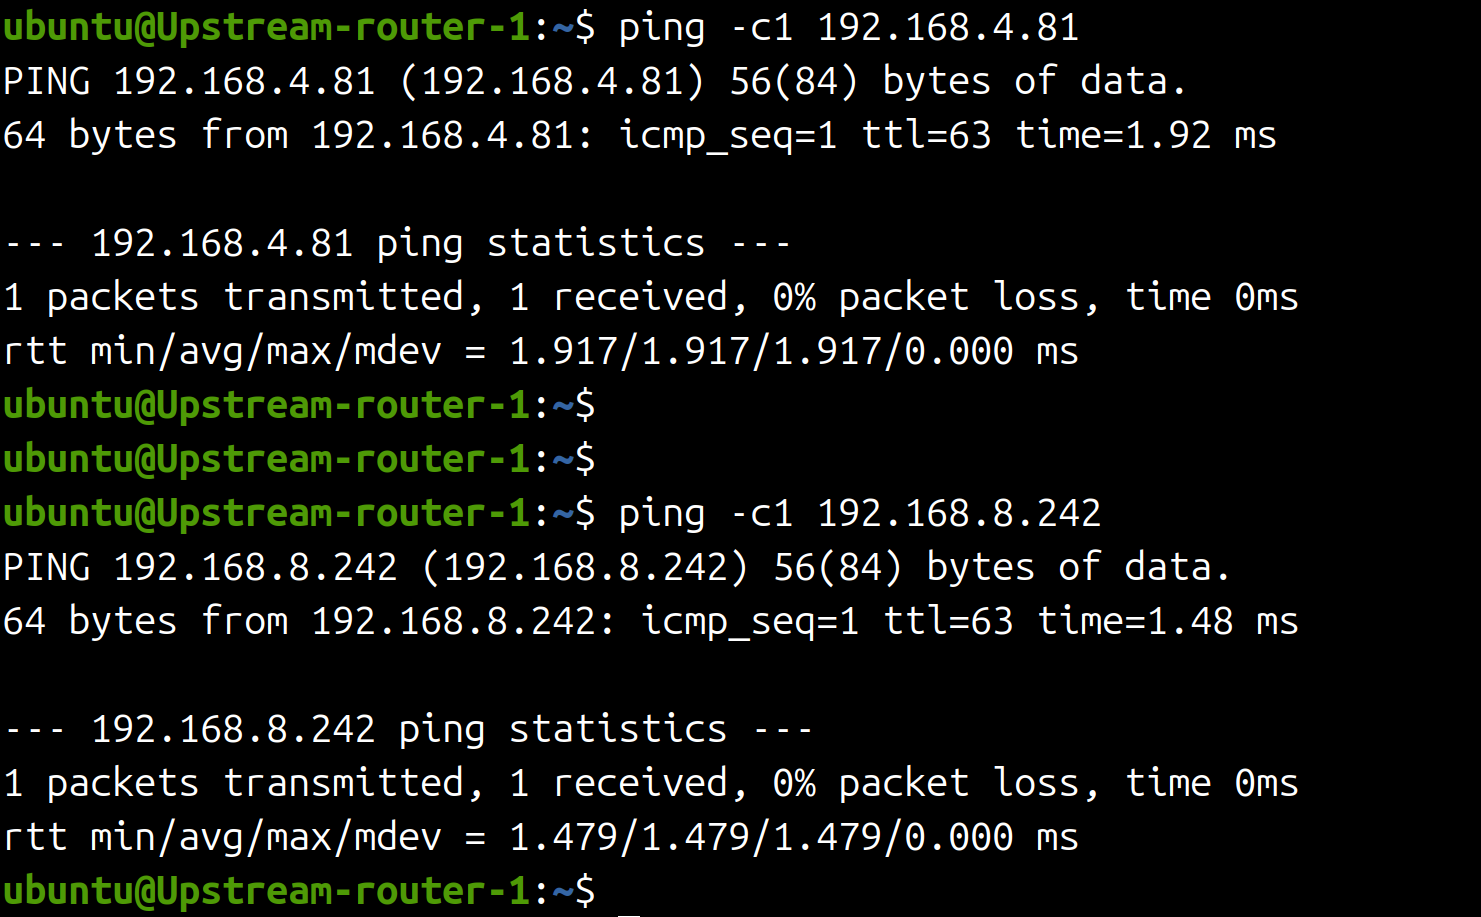 ubuntu@Upstream-router-1:~$ ping -c1 192.168.4.81
PING 192.168.4.81 (192.168.4.81) 56(84) bytes of data.
64 bytes from 192.168.4.81: icmp_seq=1 ttl=63 time=1.92 ms
--- 192.168.4.81 ping statistics ---
1 packets transmitted, 1 received, 0% packet loss, time 0ms
rtt min/avg/max/mdev = 1.917/1.917/1.917/0.000 ms
ubuntu@Upstream-router-1:~$
ubuntu@Upstream-router-1:~$
ubuntu@Upstream-router-1:~$ ping -c1 192.168.8.242
PING 192.168.8.242 (192.168.8.242) 56(84) bytes of data.
64 bytes from 192.168.8.242: icmp_seq=1 ttl=63 time=1.48 ms
--- 192.168.8.242 ping statistics ---
1 packets transmitted, 1 received, 0% packet loss, time 0ms
rtt min/avg/max/mdev = 1.479/1.479/1.479/0.000 ms
ubuntu@Upstream-router-1:~$